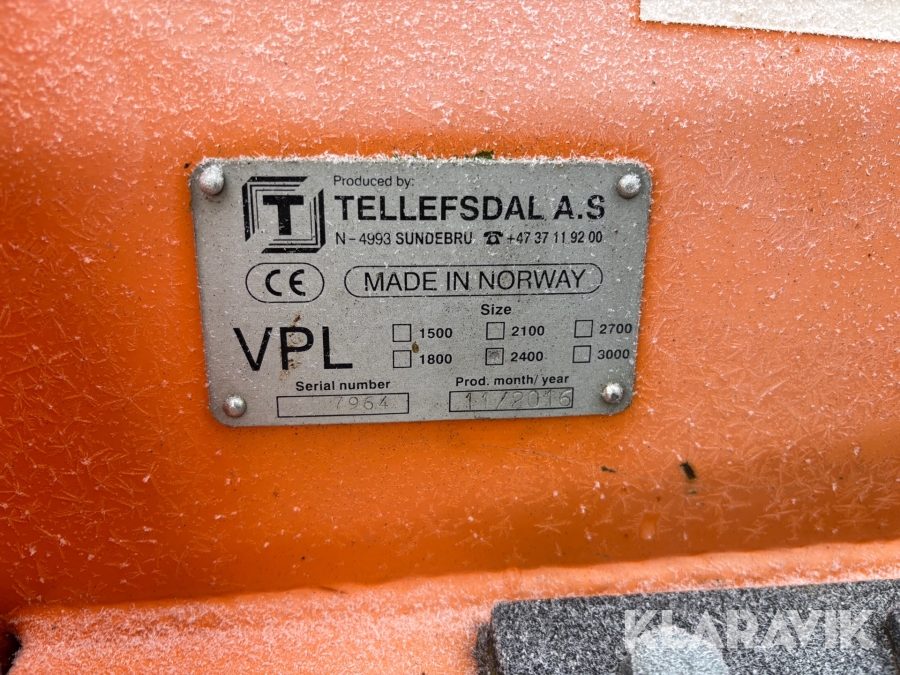 T
Produced by:
TELLEFSDAL A.S
N-4993 SUNDEBRU ☎ +47 37 11 92 00
CE
MADE IN NORWAY
VPL
Size
☐ 1500 ☐ 2100 ☐ 2700
☐ 1800 ☒ 2400 ☐ 3000
Serial number Prod. month/year
7964 11/2016
KLARAVIK